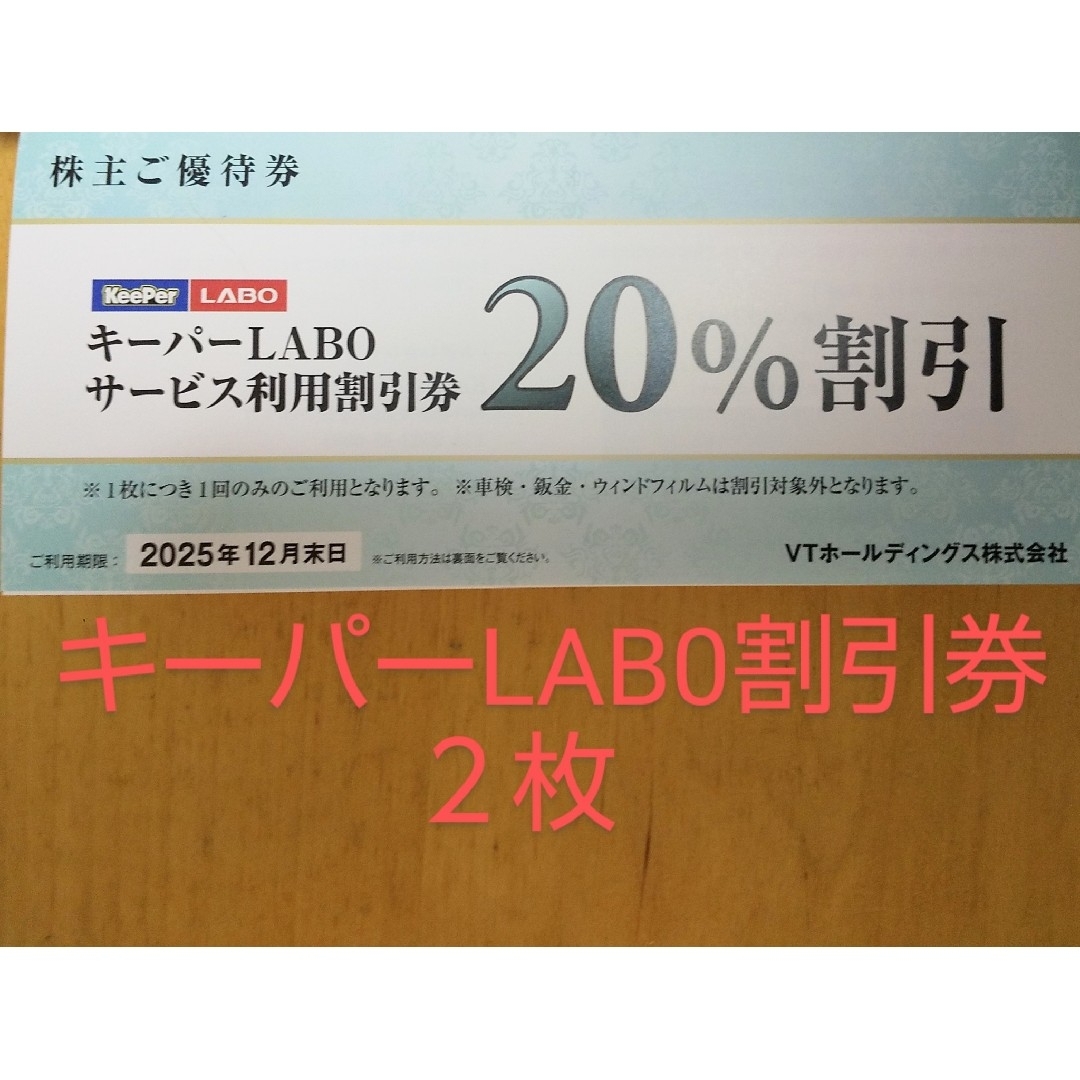 株主ご優待券
KeePer LABO
キーパーLABO
サービス利用割引券
20%割引
※1枚につき1回のみのご利用となります。 ※車検・鈑金・ウィンドフィルムは割引対象外となります。
ご利用期限: 2025年12月末日 ※ご利用方法は裏面をご覧ください。 VTホールディングス株式会社
キーパーLABO割引券
2枚